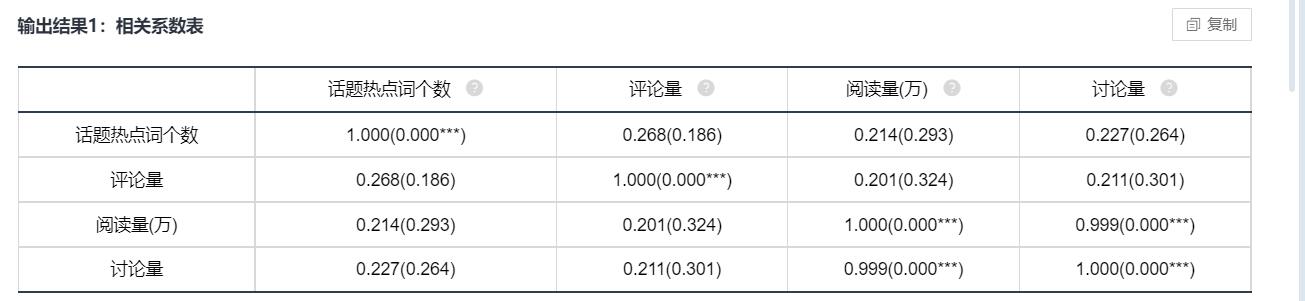 输出结果1：相关系数表
复制
话题热点词个数 ? 评论量 ? 阅读量(万) ? 讨论量 ?
话题热点词个数 1.000(0.000***) 0.268(0.186) 0.214(0.293) 0.227(0.264)
评论量 0.268(0.186) 1.000(0.000***) 0.201(0.324) 0.211(0.301)
阅读量(万) 0.214(0.293) 0.201(0.324) 1.000(0.000***) 0.999(0.000***)
讨论量 0.227(0.264) 0.211(0.301) 0.999(0.000***) 1.000(0.000***)